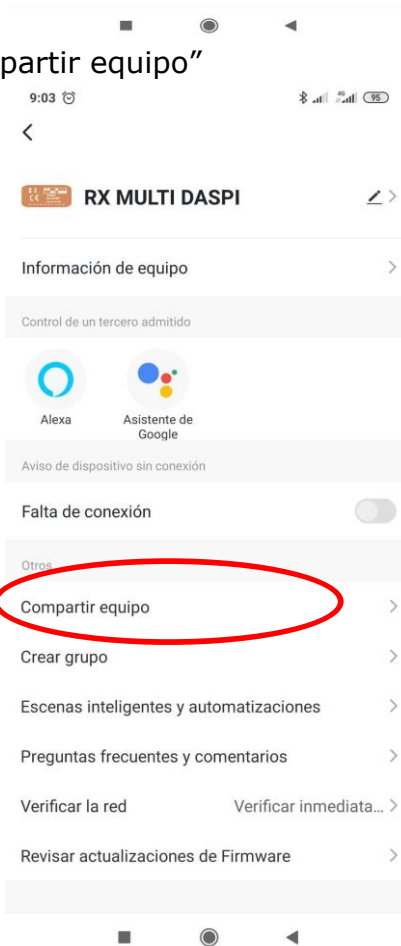 partir equipo”
9:03
4G
95
RX MULTI DASPI
Información de equipo
Control de un tercero admitido
Alexa
Asistente de
Google
Aviso de dispositivo sin conexión
Falta de conexión
Otros
Compartir equipo
Crear grupo
Escenas inteligentes y automatizaciones
Preguntas frecuentes y comentarios
Verificar la red Verificar inmediata...
Revisar actualizaciones de Firmware